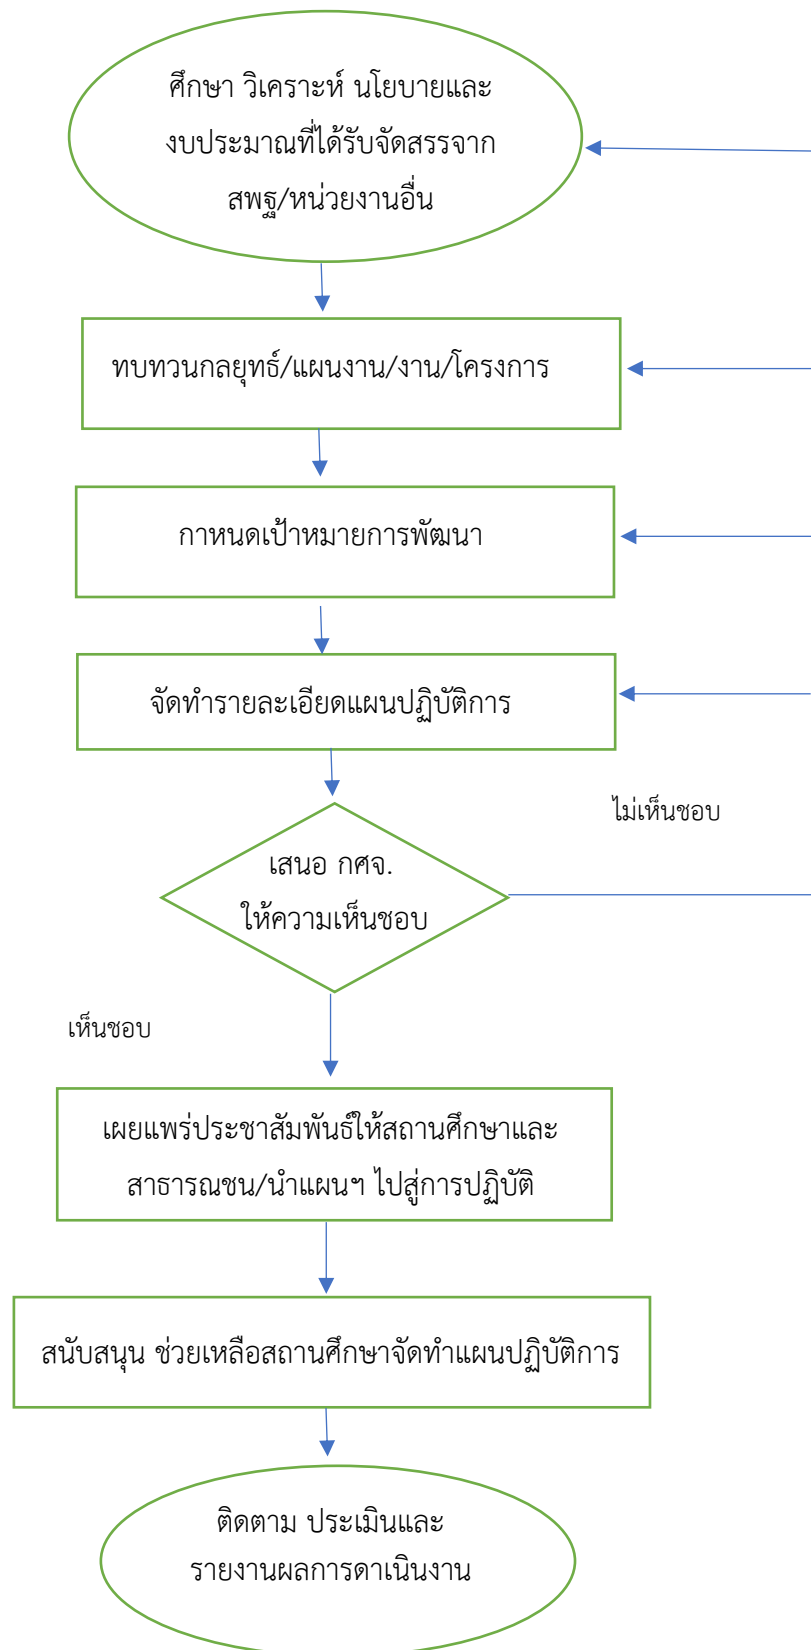 ศึกษา วิเคราะห์ นโยบายและ
งบประมาณที่ได้รับจัดสรรจาก
สพฐ/หน่วยงานอื่น
ทบทวนกลยุทธ์/แผนงาน/งาน/โครงการ
กาหนดเป้าหมายการพัฒนา
จัดทำรายละเอียดแผนปฏิบัติการ
ไม่เห็นชอบ
เสนอ กศจ.
ให้ความเห็นชอบ
เห็นชอบ
เผยแพร่ประชาสัมพันธ์ให้สถานศึกษาและ
สาธารณชน/นำแผนฯ ไปสู่การปฏิบัติ
สนับสนุน ช่วยเหลือสถานศึกษาจัดทำแผนปฏิบัติการ
ติดตาม ประเมินและ
รายงานผลการดาเนินงาน